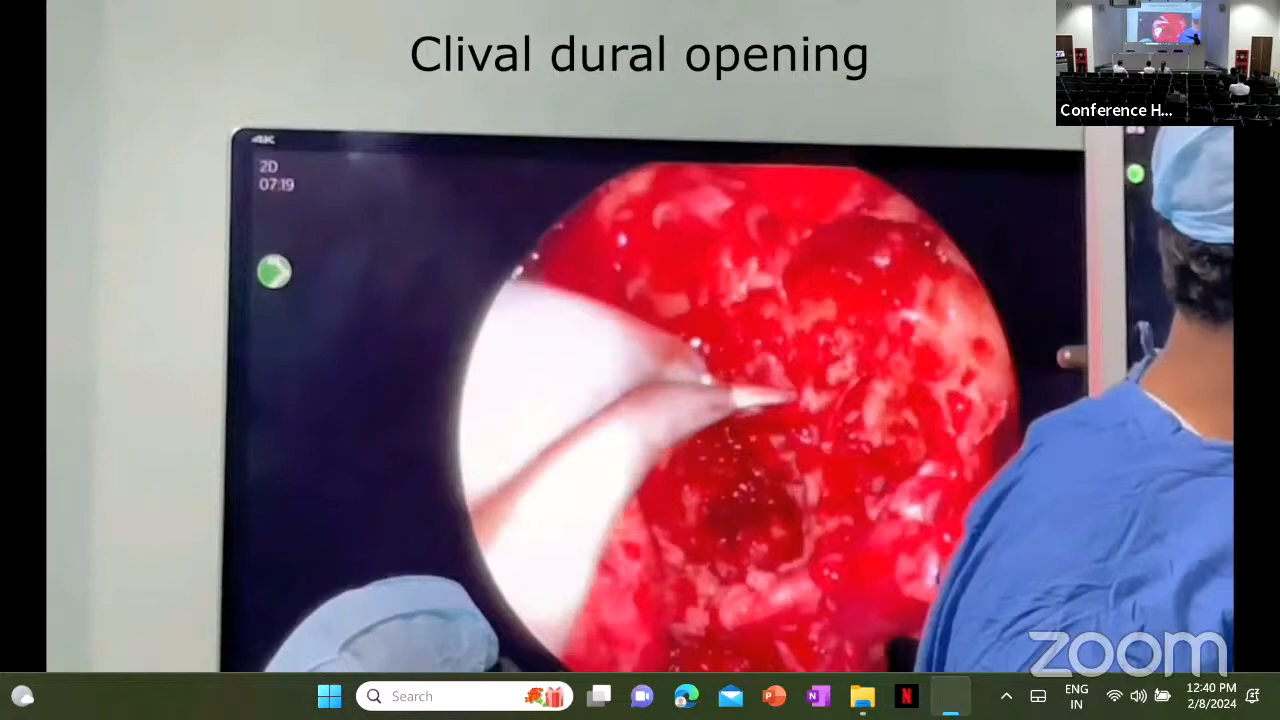 Clival dural opening
Conference H...
4K
2D
07:19
zoom
Search
ENG
IN
12:40 PM
2/8/2024